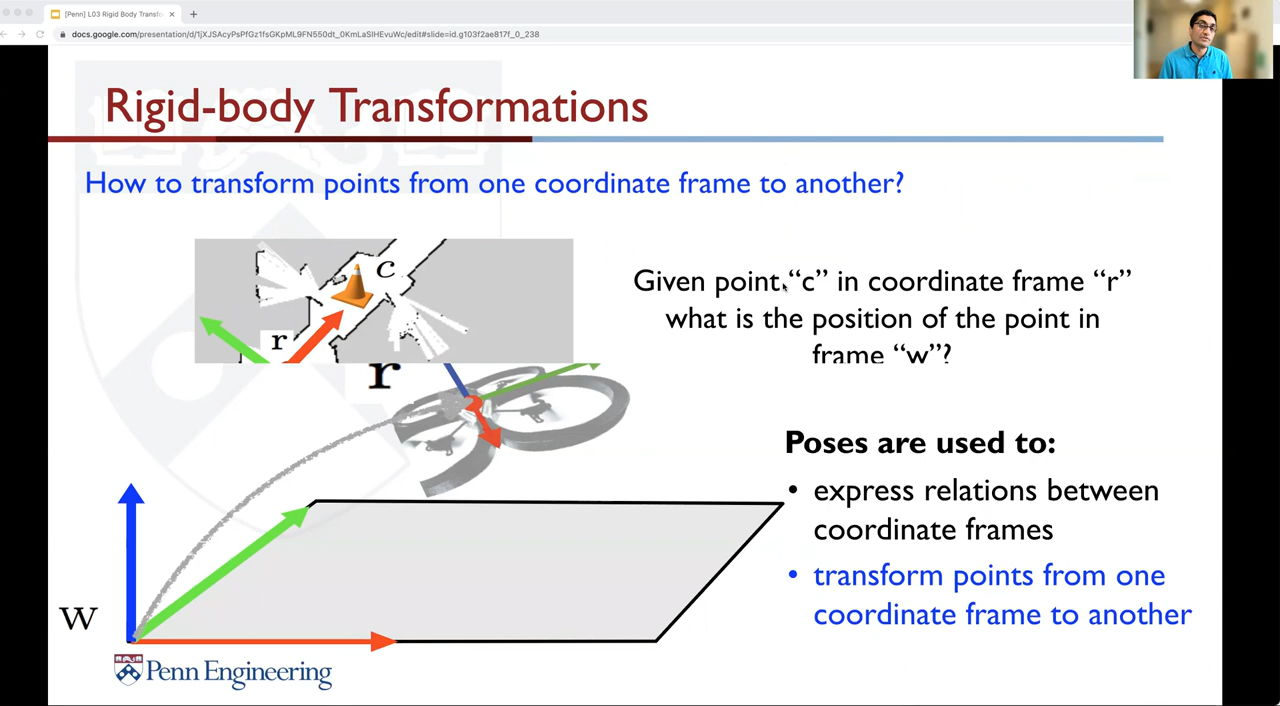 [Penn] L03 Rigid Body Transfo
docs.google.com/presentation/d/1jXJSAcyPsPfGz1fsGKpML9FN550dt_0KmLaSIHEvuWc/edit#slide=id.g103f2ae817f_0_238
Rigid-body Transformations
How to transform points from one coordinate frame to another?
c
r
Given point “c” in coordinate frame “r”
what is the position of the point in
frame “w”?
r
Poses are used to:
• express relations between
coordinate frames
• transform points from one
coordinate frame to another
w
Penn Engineering